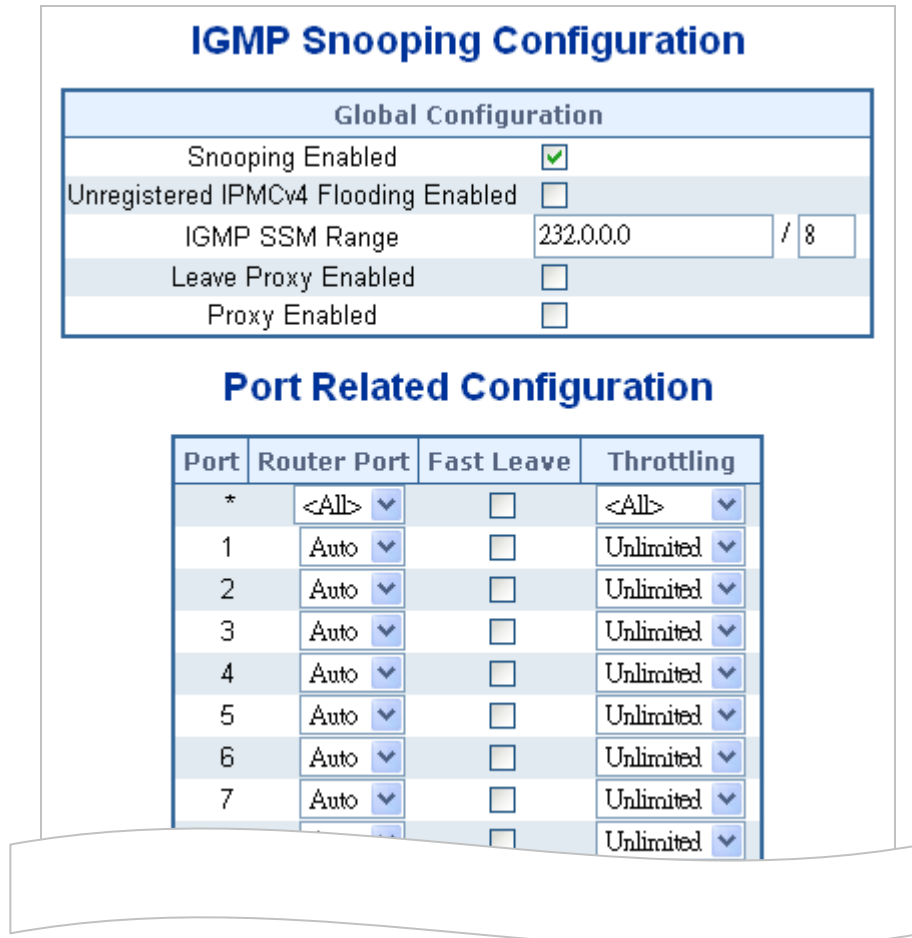 IGMP Snooping Configuration
Global Configuration
Snooping Enabled
Unregistered IPMCv4 Flooding Enabled
IGMP SSM Range 232.0.0.0 / 8
Leave Proxy Enabled
Proxy Enabled
Port Related Configuration
Port Router Port Fast Leave Throttling
* <All> <All>
1 Auto Unlimited
2 Auto Unlimited
3 Auto Unlimited
4 Auto Unlimited
5 Auto Unlimited
6 Auto Unlimited
7 Auto Unlimited
Unlimited